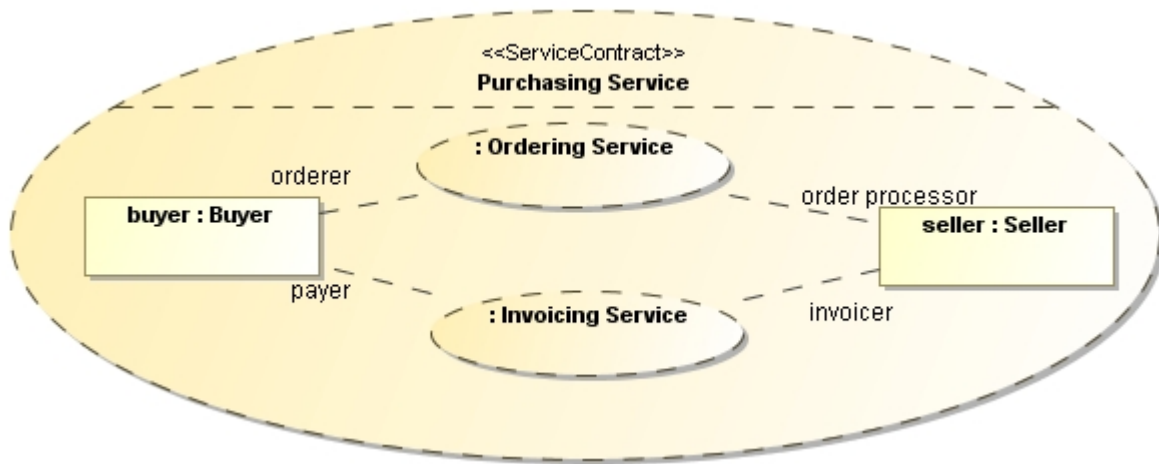 <<ServiceContract>>
Purchasing Service
: Ordering Service
orderer
order processor
buyer : Buyer
seller : Seller
payer
: Invoicing Service
invoicer